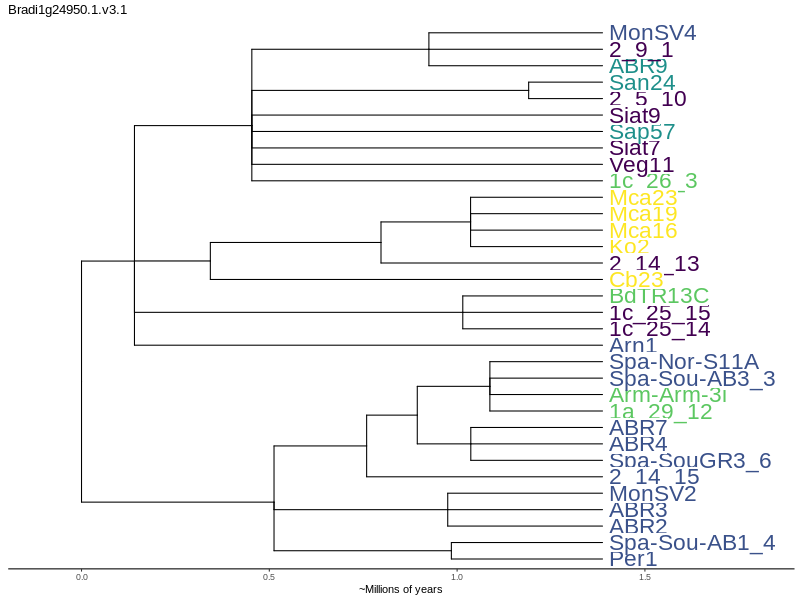 Bradi1g24950.1.v3.1
MonSV4
2_9_1
ABR9
San24
2_5_10
Siat9
Sap57
Siat7
Veg11
1c_26_3
Mca23
Mca19
Mca16
Ko2
2_14_13
Cb23
BdTR13C
1c_25_15
1c_25_14
Arn1
Spa-Nor-S11A
Spa-Sou-AB3_3
Arm-Arm-3I
1a_29_12
ABR7
ABR4
Spa-SouGR3_6
2_14_15
MonSV2
ABR3
ABR2
Spa-Sou-AB1_4
Per1
0.0 0.5 1.0 1.5
~Millions of years